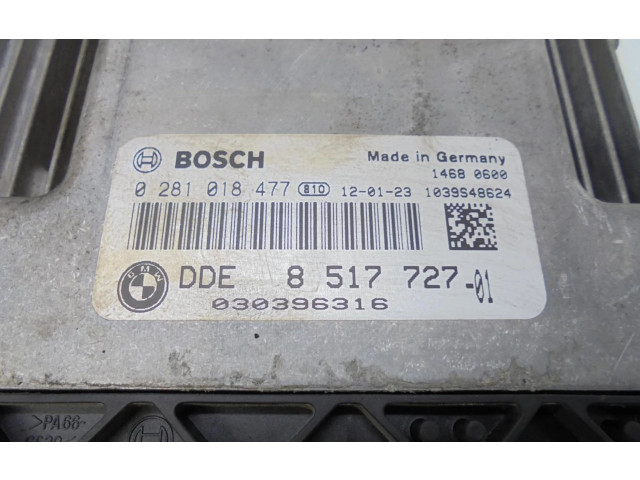 BOSCH
Made in Germany
1468 0600
0 281 018 477 810 12-01-23 1039S48624
BMW
DDE 8 517 727-01
030396316
>PA66-